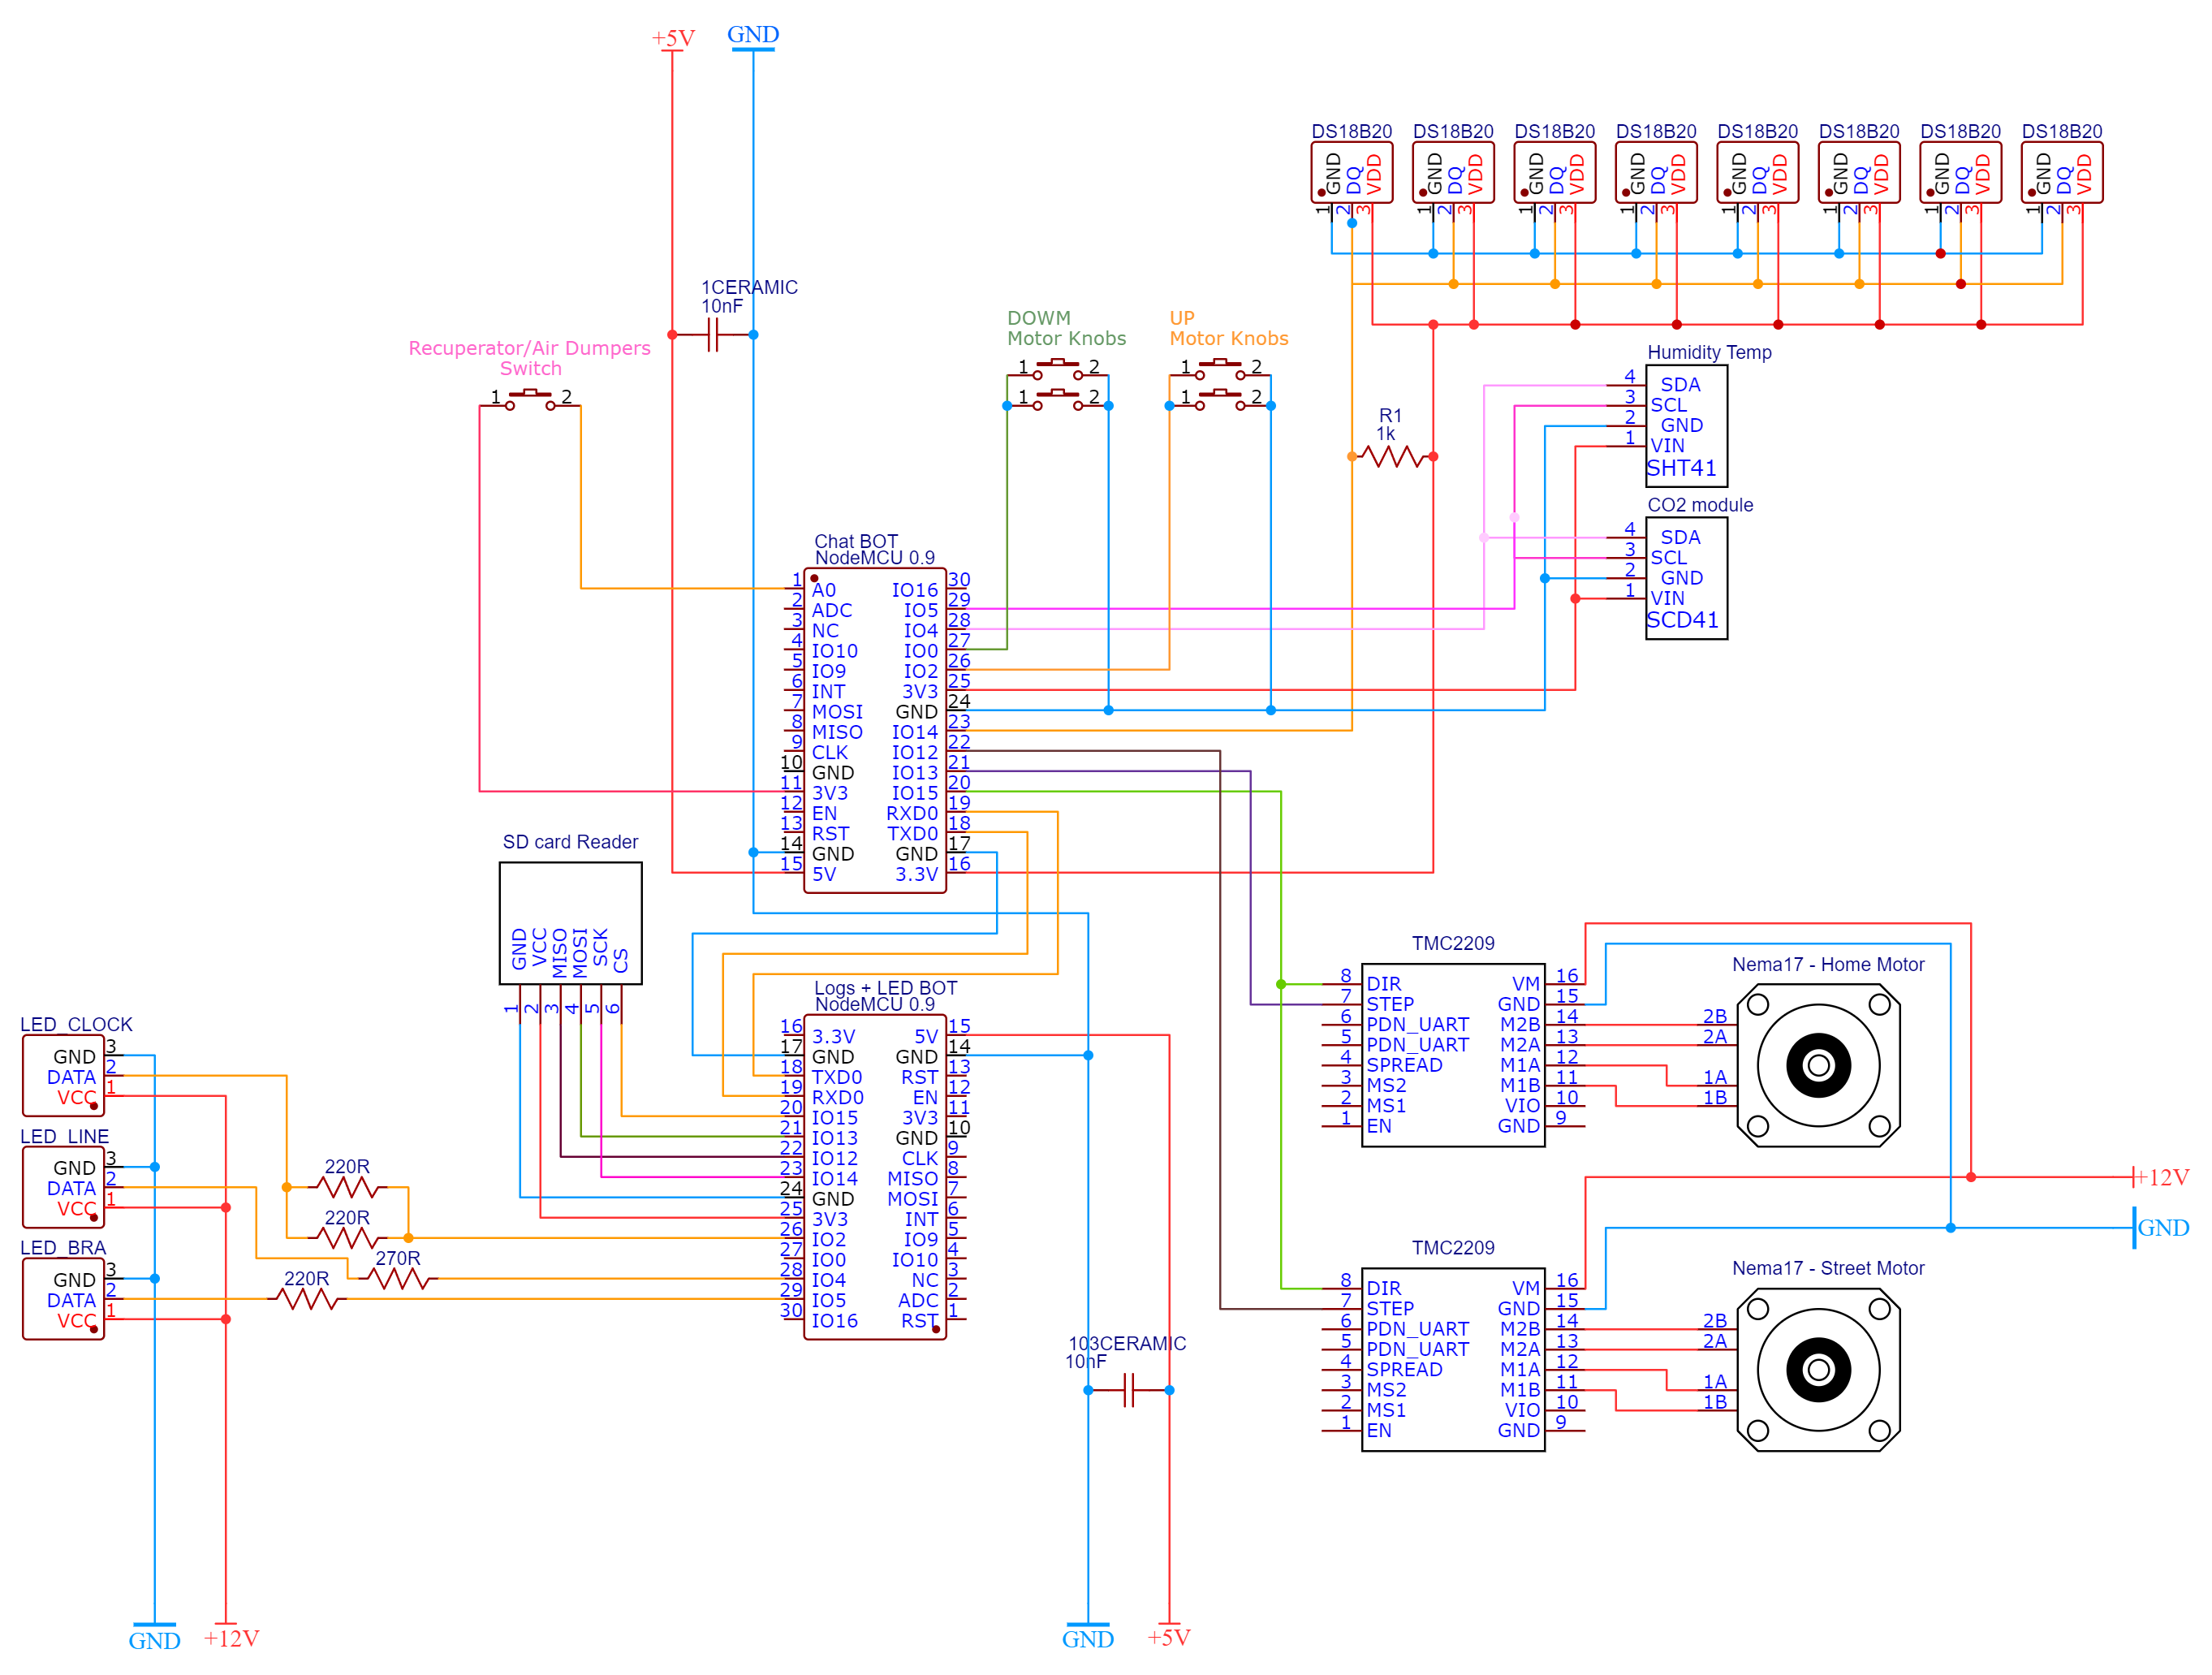 +5V
GND
1CERAMIC
10nF
Recuperator/Air Dumpers
Switch
1 2
DOWM
Motor Knobs
1 2
1 2
UP
Motor Knobs
1 2
1 2
DS18B20 DS18B20 DS18B20 DS18B20 DS18B20 DS18B20 DS18B20 DS18B20
GND DQ VDD GND DQ VDD GND DQ VDD GND DQ VDD GND DQ VDD GND DQ VDD GND DQ VDD GND DQ VDD
1 2 3 1 2 3 1 2 3 1 2 3 1 2 3 1 2 3 1 2 3 1 2 3
R1
1k
Humidity Temp
4 SDA
3 SCL
2 GND
1 VIN
SHT41
CO2 module
4 SDA
3 SCL
2 GND
1 VIN
SCD41
Chat BOT
NodeMCU 0.9
1 A0 IO16 30
2 ADC IO5 29
3 NC IO4 28
4 IO10 IO0 27
5 IO9 IO2 26
6 INT 3V3 25
7 MOSI GND 24
8 MISO IO14 23
9 CLK IO12 22
10 GND IO13 21
11 3V3 IO15 20
12 EN RXD0 19
13 RST TXD0 18
14 GND GND 17
15 5V 3.3V 16
SD card Reader
GND VCC MISO MOSI SCK CS
1 2 3 4 5 6
Logs + LED BOT
NodeMCU 0.9
16 3.3V 5V 15
17 GND GND 14
18 TXD0 RST 13
19 RXD0 EN 12
20 IO15 3V3 11
21 IO13 GND 10
22 IO12 CLK 9
23 IO14 MISO 8
24 GND MOSI 7
25 3V3 INT 6
26 IO2 IO9 5
27 IO0 IO10 4
28 IO4 NC 3
29 IO5 ADC 2
30 IO16 RST 1
LED_CLOCK
GND 3
DATA 2
VCC 1
LED_LINE
GND 3
DATA 2
VCC 1
LED_BRA
GND 3
DATA 2
VCC 1
220R
220R
270R
220R
GND
+12V
103CERAMIC
10nF
GND
+5V
TMC2209
8 DIR VM 16
7 STEP GND 15
6 PDN_UART M2B 14
5 PDN_UART M2A 13
4 SPREAD M1A 12
3 MS2 M1B 11
2 MS1 VIO 10
1 EN GND 9
Nema17 - Home Motor
2B
2A
1A
1B
+12V
GND
TMC2209
8 DIR VM 16
7 STEP GND 15
6 PDN_UART M2B 14
5 PDN_UART M2A 13
4 SPREAD M1A 12
3 MS2 M1B 11
2 MS1 VIO 10
1 EN GND 9
Nema17 - Street Motor
2B
2A
1A
1B